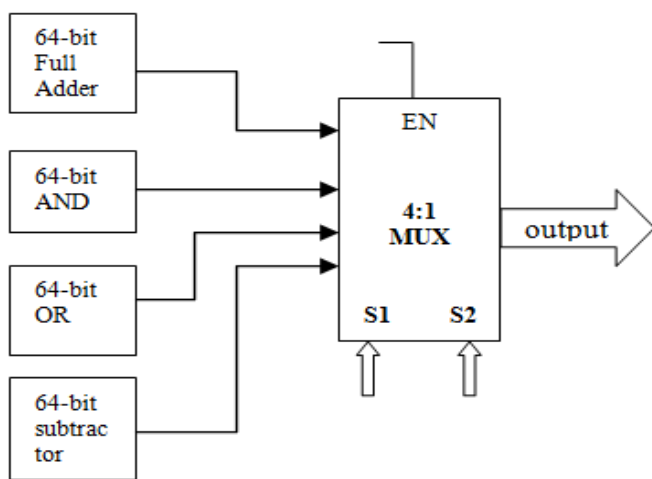 64-bit
Full
Adder
64-bit
AND
64-bit
OR
64-bit
subtrac
tor
EN
4:1
MUX
S1 S2
output